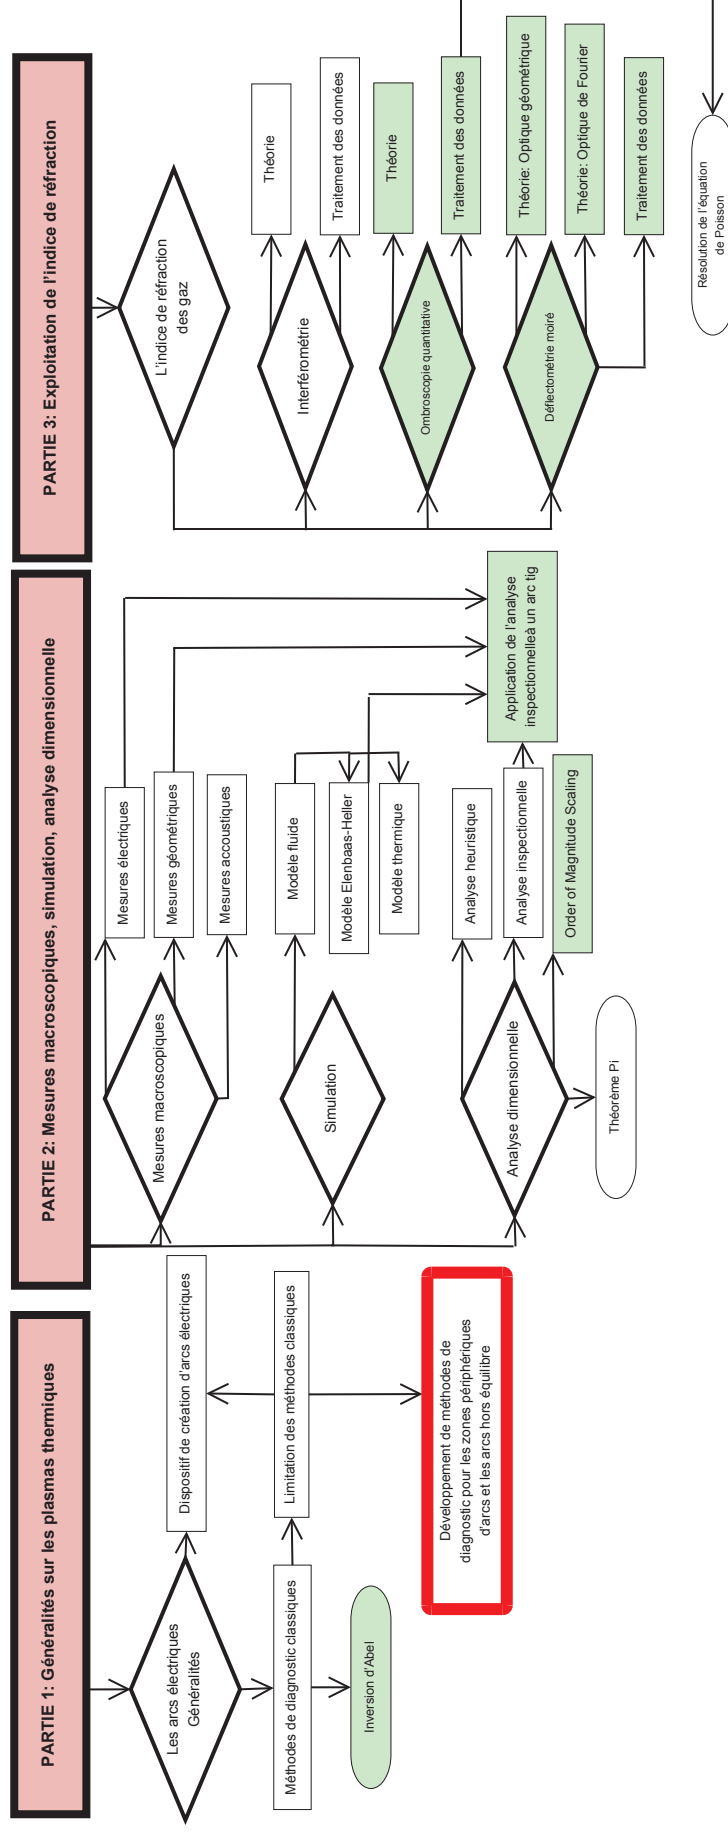 PARTIE 1: Généralités sur les plasmas thermiques
Les arcs électriques
Généralités
Dispositif de création d'arcs électriques
Méthodes de diagnostic classiques
Limitation des méthodes classiques
Inversion d'Abel
Développement de méthodes de
diagnostic pour les zones périphériques
d'arcs et les arcs hors équilibre
PARTIE 2: Mesures macroscopiques, simulation, analyse dimensionnelle
Mesures macroscopiques
Mesures électriques
Mesures géométriques
Mesures accoustiques
Simulation
Modèle fluide
Modèle Elenbaas-Heller
Modèle thermique
Analyse dimensionnelle
Analyse heuristique
Analyse inspectionnelle
Order of Magnitude Scaling
Théorème Pi
Application de l'analyse
inspectionnelleà un arc tig
PARTIE 3: Exploitation de l'indice de réfraction
L'indice de réfraction
des gaz
Interférométrie
Théorie
Traitement des données
Ombroscopie quantitative
Théorie
Traitement des données
Déflectométrie moiré
Théorie: Optique géométrique
Théorie: Optique de Fourier
Traitement des données
Résolution de l'équation
de Poisson